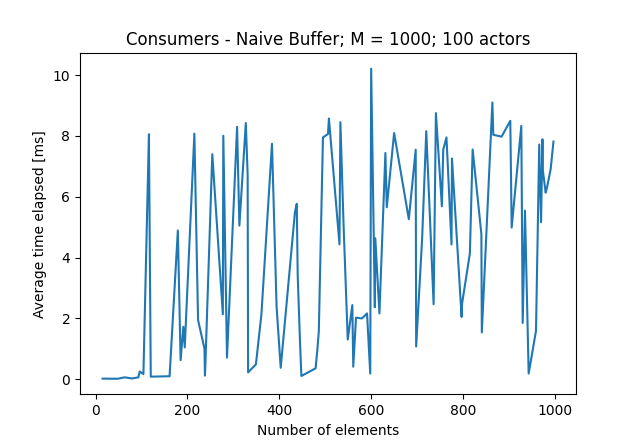 Consumers - Naive Buffer; M = 1000; 100 actors
Average time elapsed [ms]
10
8
6
4
2
0
0 200 400 600 800 1000
Number of elements